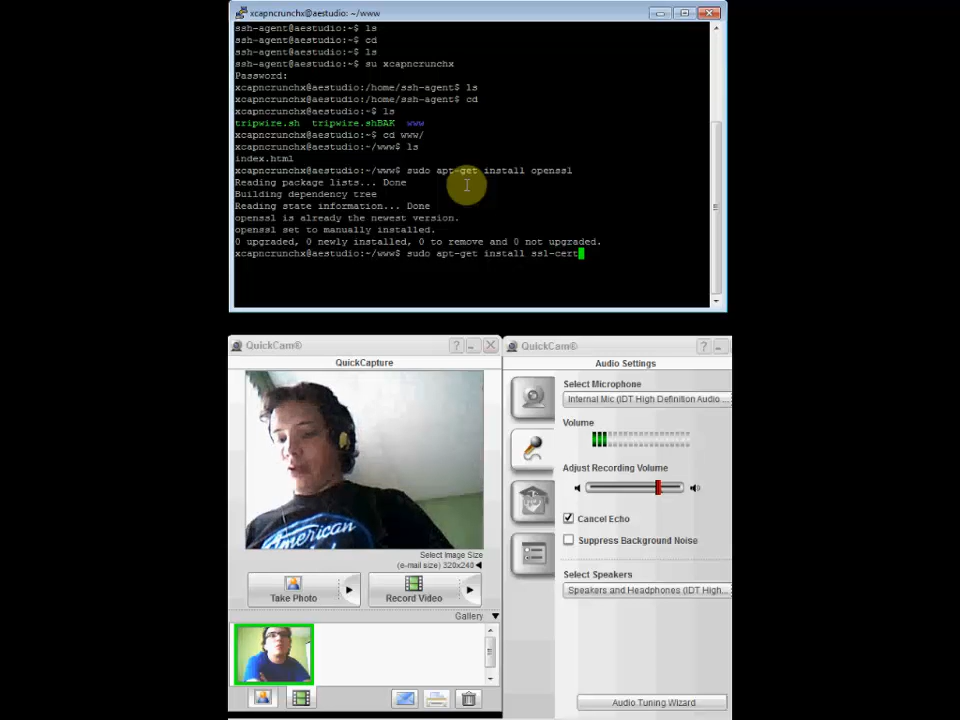 xcapncrunchx@aestudio: ~/www
ssh-agent@aestudio:~$ ls
ssh-agent@aestudio:~$ cd
ssh-agent@aestudio:~$ ls
ssh-agent@aestudio:~$ su xcapncrunchx
Password:
xcapncrunchx@aestudio:/home/ssh-agent$ ls
xcapncrunchx@aestudio:/home/ssh-agent$ cd
xcapncrunchx@aestudio:~$ ls
tripwire.sh tripwire.shBAK www
xcapncrunchx@aestudio:~$ cd www/
xcapncrunchx@aestudio:~/www$ ls
index.html
xcapncrunchx@aestudio:~/www$ sudo apt-get install openssl
Reading package lists... Done
Building dependency tree
Reading state information... Done
openssl is already the newest version.
openssl set to manually installed.
0 upgraded, 0 newly installed, 0 to remove and 0 not upgraded.
xcapncrunchx@aestudio:~/www$ sudo apt-get install ssl-cert
QuickCam®
QuickCapture
American
Select Image Size
(e-mail size) 320x240
Take Photo
Record Video
Gallery
QuickCam®
Audio Settings
Select Microphone
Internal Mic (IDT High Definition Audio ...
Volume
Adjust Recording Volume
Cancel Echo
Suppress Background Noise
Select Speakers
Speakers and Headphones (IDT High...
Audio Tuning Wizard